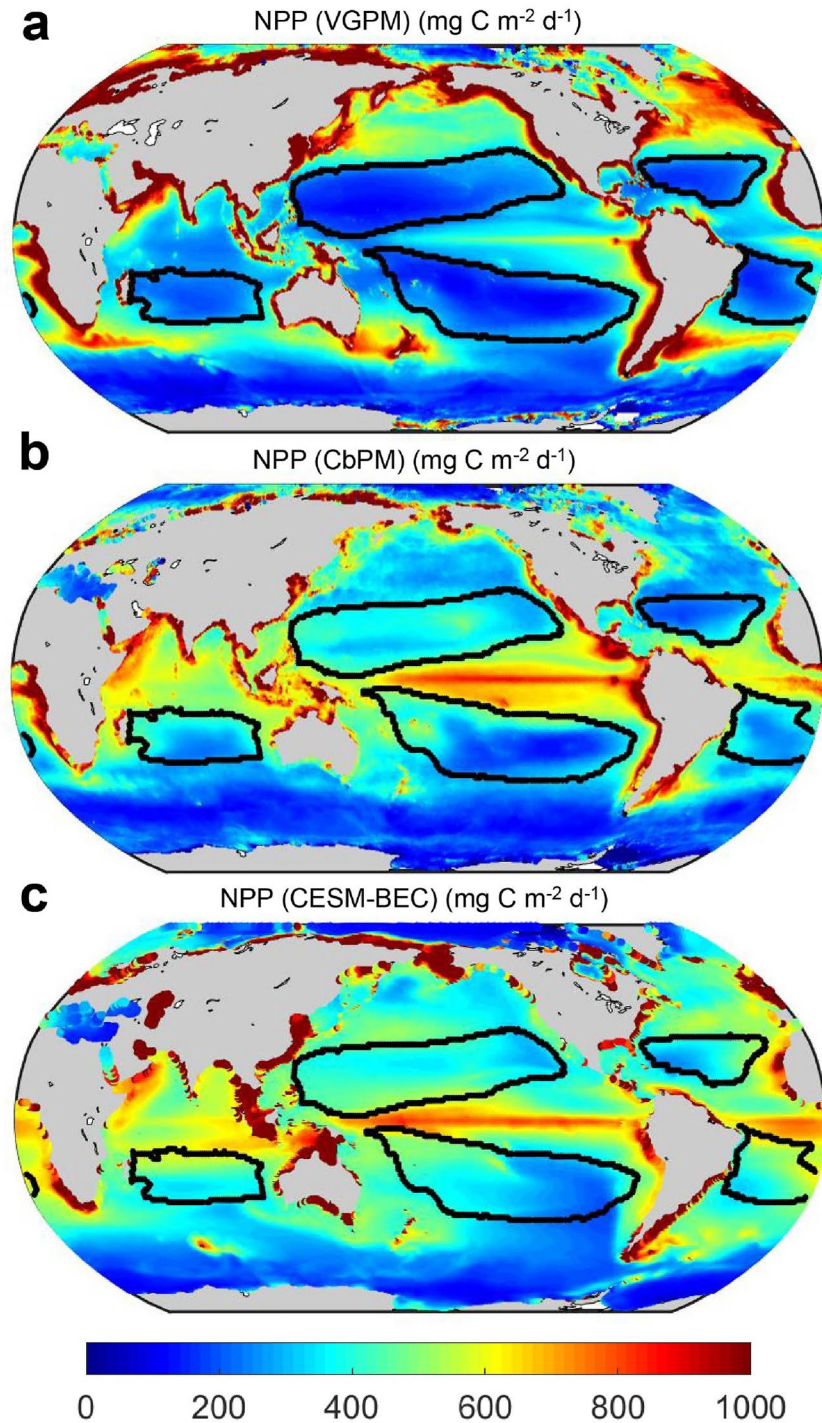 a
NPP (VGPM) (mg C m-2 d-1)
b
NPP (CbPM) (mg C m-2 d-1)
c
NPP (CESM-BEC) (mg C m-2 d-1)
0 200 400 600 800 1000